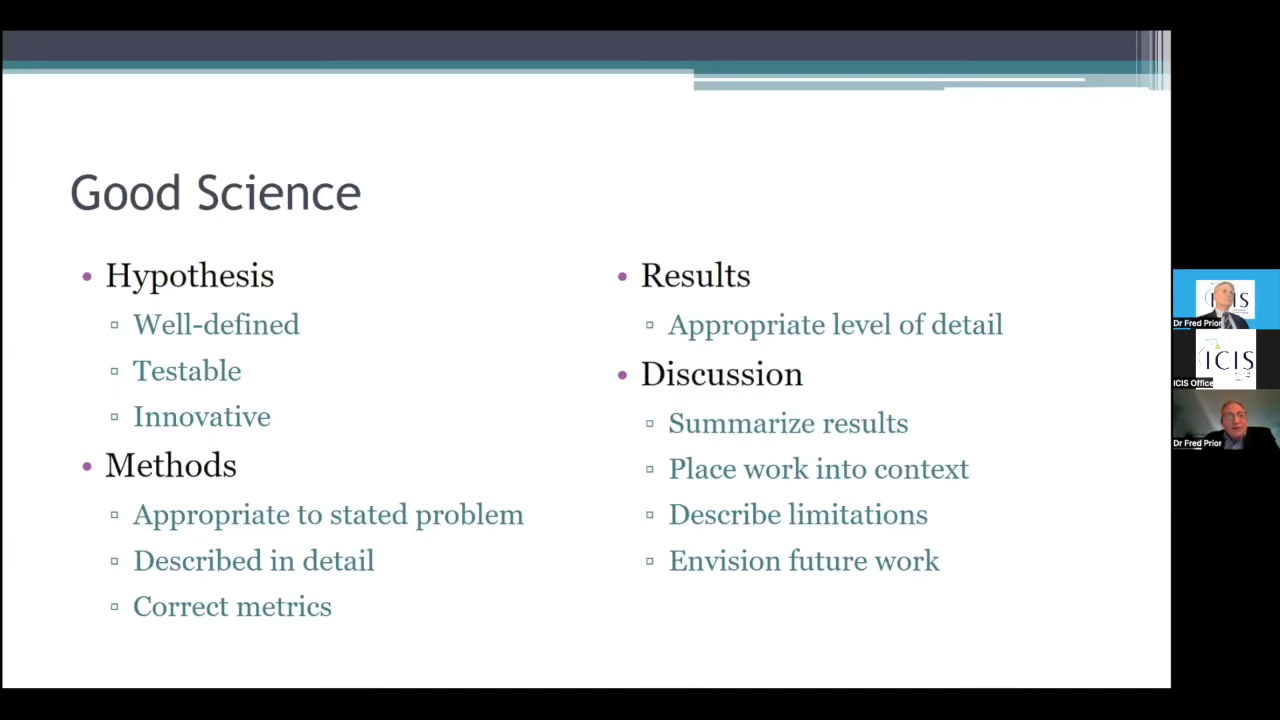 Good Science
• Hypothesis
▫ Well-defined
▫ Testable
▫ Innovative
• Methods
▫ Appropriate to stated problem
▫ Described in detail
▫ Correct metrics
• Results
▫ Appropriate level of detail
• Discussion
▫ Summarize results
▫ Place work into context
▫ Describe limitations
▫ Envision future work
Dr Fred Prior
ICIS
ICIS Office
Dr Fred Prior